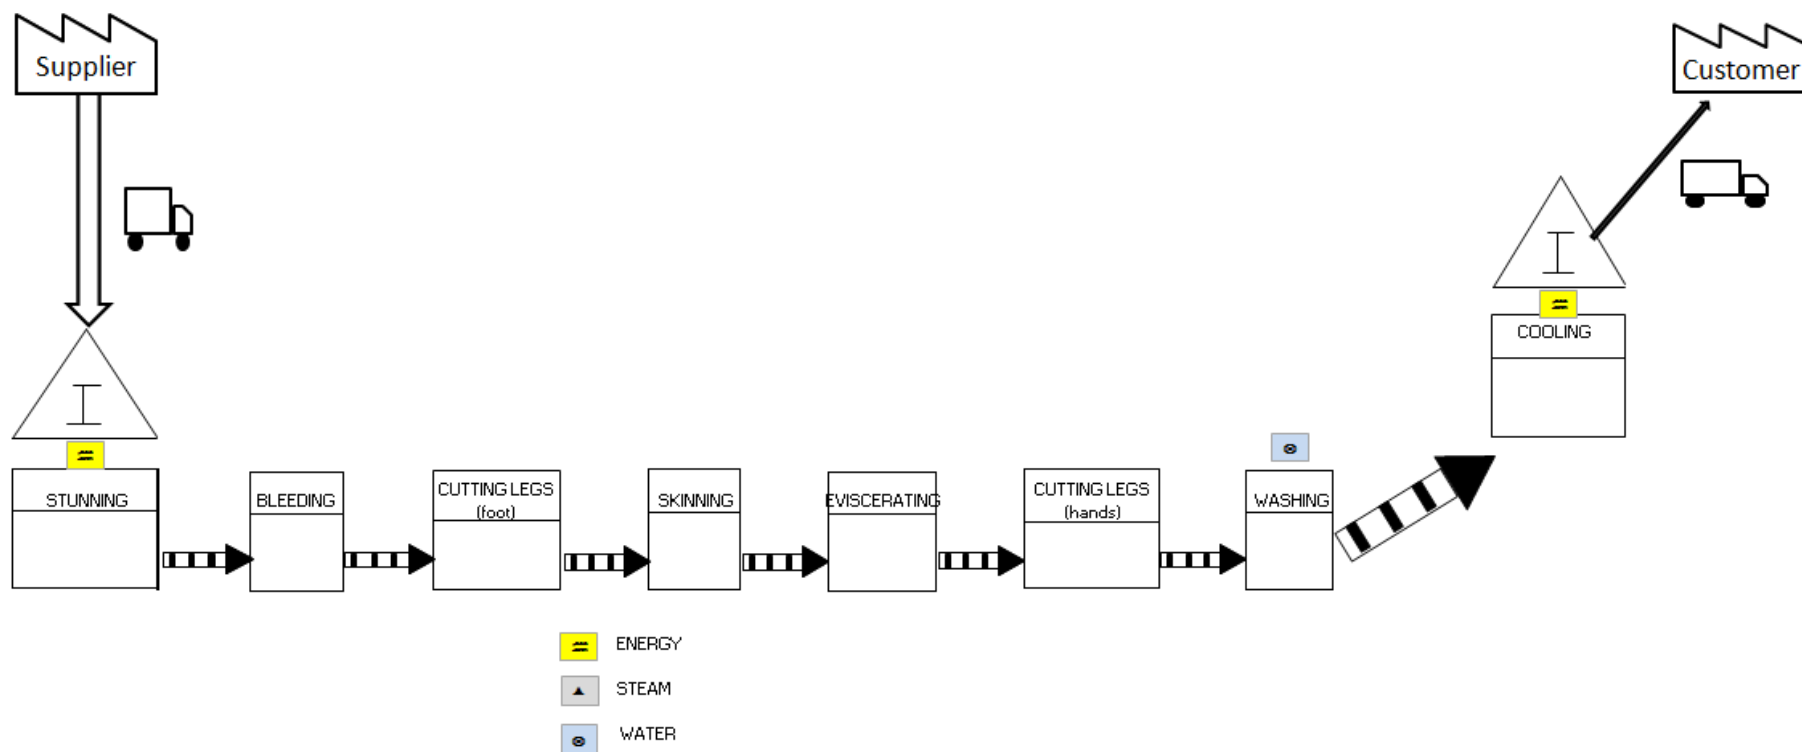 Supplier
Customer
I
I
COOLING
STUNNING
BLEEDING
CUTTING LEGS
(foot)
SKINNING
EVISCERATING
CUTTING LEGS
(hands)
WASHING
ENERGY
STEAM
WATER